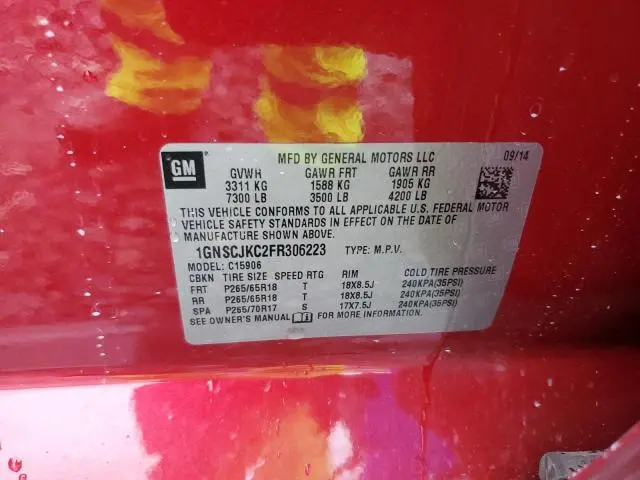 GM
MFD BY GENERAL MOTORS LLC 09/14
GVWR GAWR FRT GAWR RR
3311 KG 1588 KG 1905 KG
7300 LB 3500 LB 4200 LB
THIS VEHICLE CONFORMS TO ALL APPLICABLE U.S. FEDERAL MOTOR
VEHICLE SAFETY STANDARDS IN EFFECT ON THE DATE OF
MANUFACTURE SHOWN ABOVE.
1GNSCJKC2FR306223 TYPE: M.P.V.
MODEL: C15906
CBKN TIRE SIZE SPEED RTG RIM COLD TIRE PRESSURE
FRT P265/65R18 T 18X8.5J 240KPA(35PSI)
RR P265/65R18 T 18X8.5J 240KPA(35PSI)
SPA P265/70R17 S 17X7.5J 240KPA(35PSI)
SEE OWNER'S MANUAL FOR MORE INFORMATION.